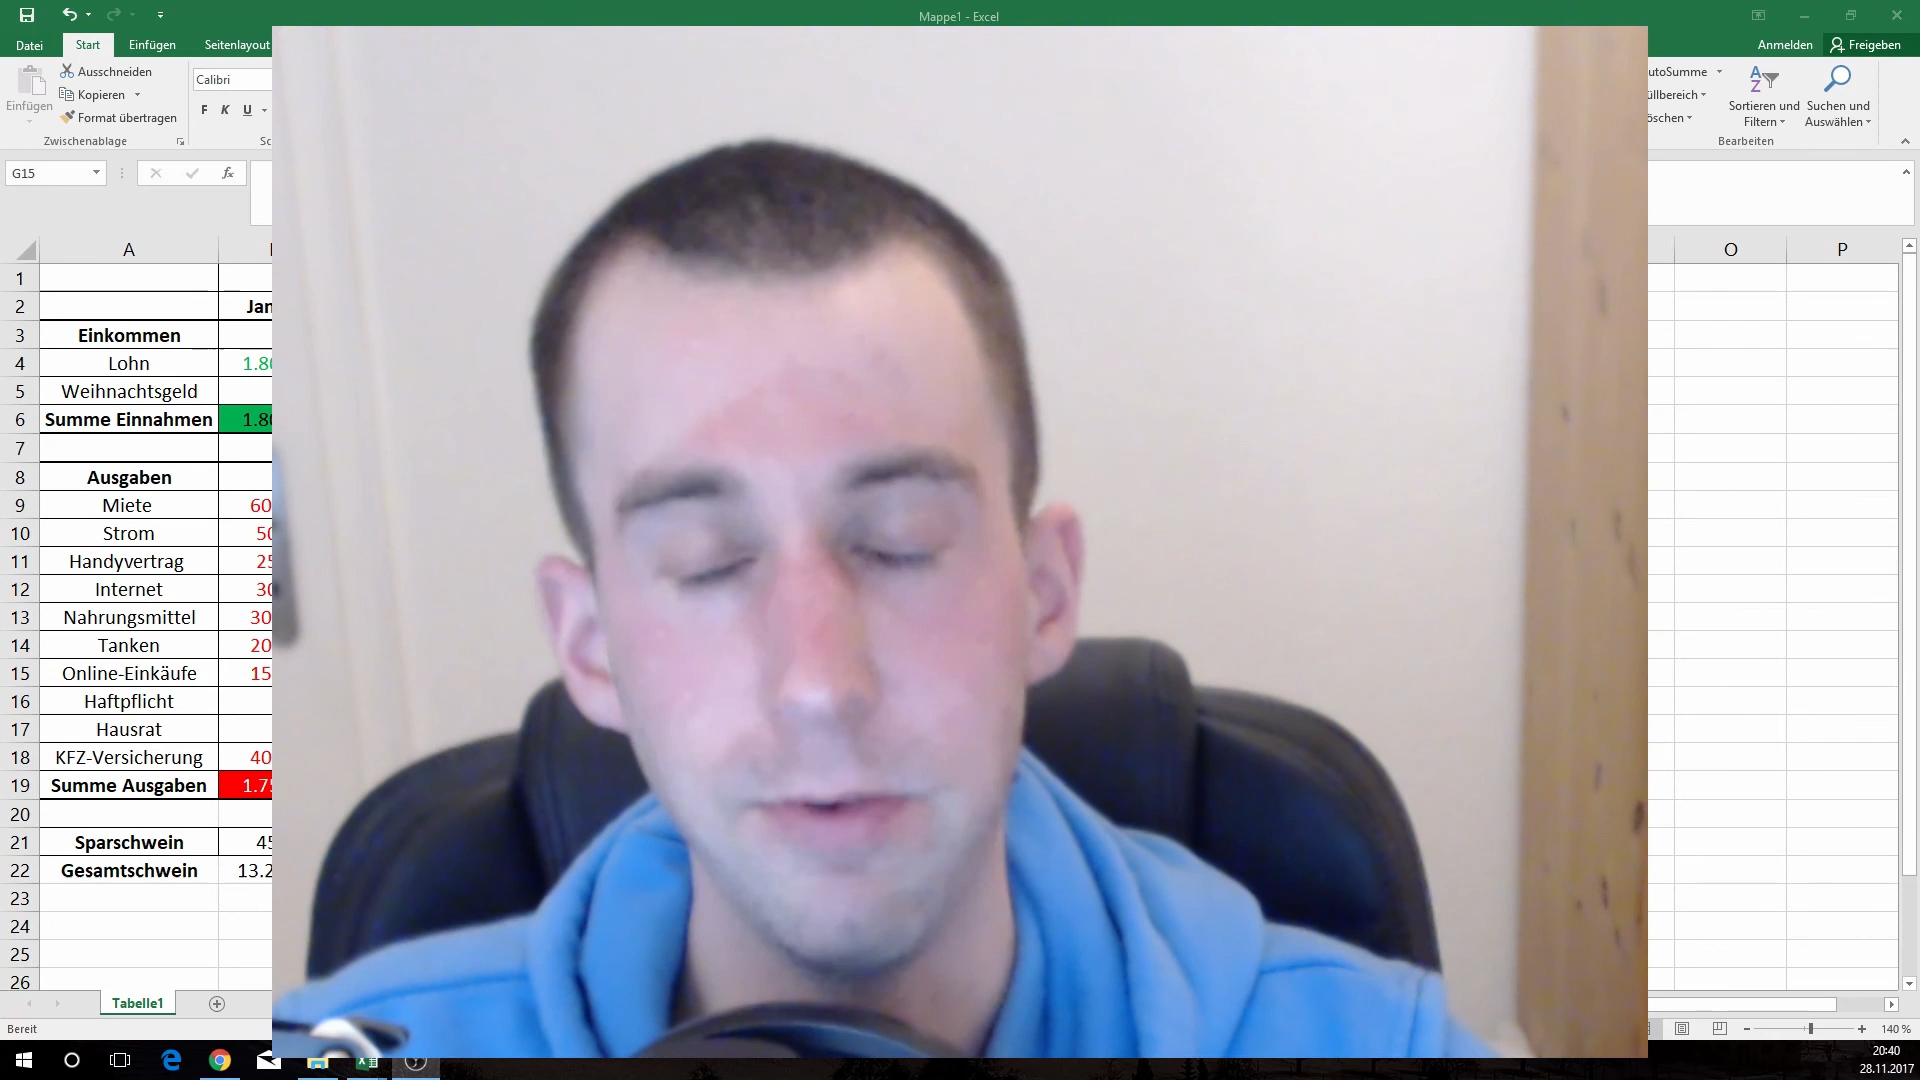 Mappe1 - Excel
Datei Start Einfügen Seitenlayout Anmelden Freigeben
Ausschneiden
Kopieren
Format übertragen
Einfügen
Zwischenablage
Calibri
F K U
Sortieren und Filtern
Suchen und Auswählen
Bearbeiten
G15
fx
A O P
1
2 Jan
3 Einkommen
4 Lohn
5 Weihnachtsgeld
6 Summe Einnahmen
7
8 Ausgaben
9 Miete
10 Strom
11 Handyvertrag
12 Internet
13 Nahrungsmittel
14 Tanken
15 Online-Einkäufe
16 Haftpflicht
17 Hausrat
18 KFZ-Versicherung
19 Summe Ausgaben
20
21 Sparschwein
22 Gesamtschwein
23
24
25
26
Tabelle1
Bereit
140 %
20:40
28.11.2017